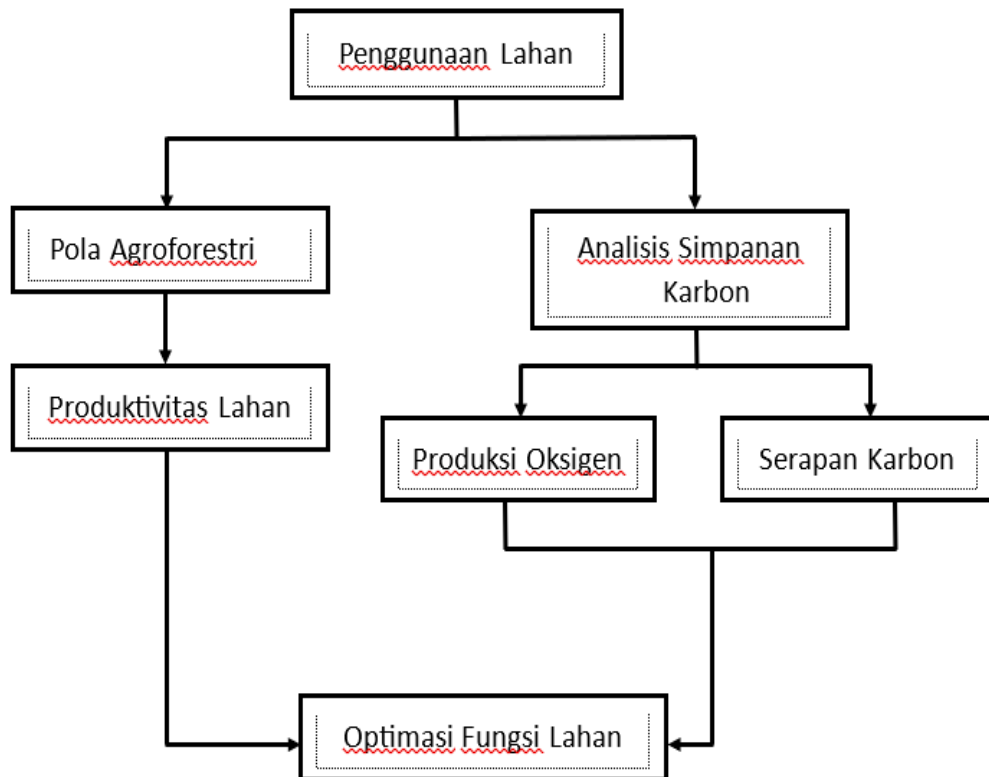 Penggunaan Lahan
Pola Agroforestri
Analisis Simpanan
Karbon
Produktivitas Lahan
Produksi Oksigen
Serapan Karbon
Optimasi Fungsi Lahan